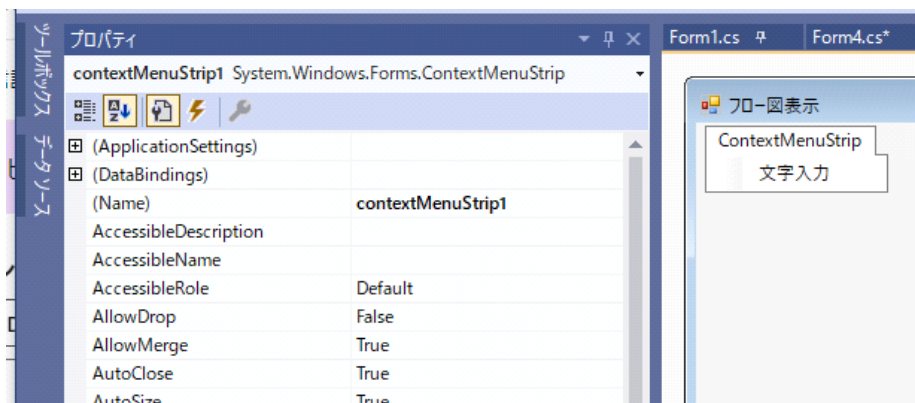 ツールボックス
データ ソース
プロパティ
contextMenuStrip1 System.Windows.Forms.ContextMenuStrip
(ApplicationSettings)
(DataBindings)
(Name) contextMenuStrip1
AccessibleDescription
AccessibleName
AccessibleRole Default
AllowDrop False
AllowMerge True
AutoClose True
AutoSize True
Form1.cs Form4.cs*
フロー図表示
ContextMenuStrip
文字入力